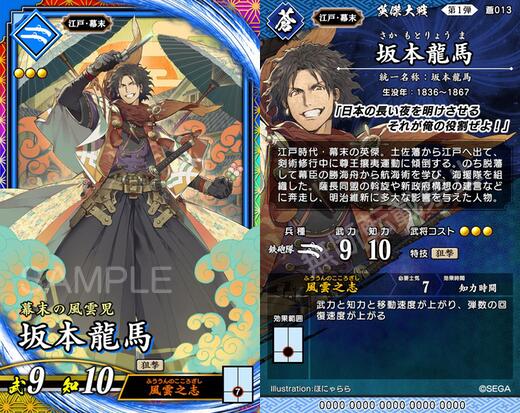 江戸・幕末
SAMPLE
幕末の風雲児
坂本龍馬
狙撃
武9 知10
ふううんのこころざし
風雲之志
7
蒼
江戸・幕末
英傑大戦
第1弾
蒼013
さかもとりょうま
坂本龍馬
統一名称：坂本龍馬
生没年：1836～1867
「日本の長い夜を明けさせる
それが俺の役割ぜよ！」
江戸時代・幕末の英傑。土佐藩から江戸へ出て、
剣術修行中に尊王攘夷運動に傾倒する。のち脱藩
して幕臣の勝海舟から航海術を学び、海援隊を組
織した。薩長同盟の斡旋や新政府構想の建言など
に奔走し、明治維新に多大な影響を与えた人物。
兵種 武力 知力 武将コスト
鉄砲隊 9 10 特技 狙撃
ふううんのこころざし 必要士気 効果時間
風雲之志 7 知力時間
効果範囲
武力と知力と移動速度が上がり、弾数の回
復速度が上がる
Illustration:ほにゃらら
©SEGA
0000 0000 0000 0000 0000